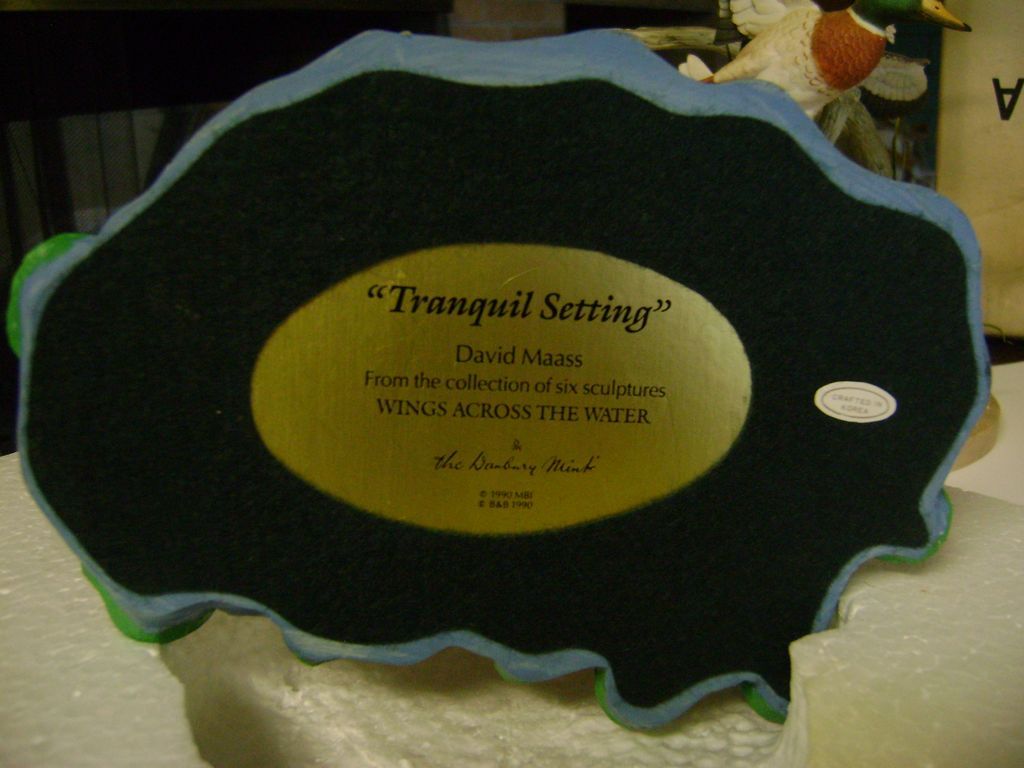 “Tranquil Setting”
David Maass
From the collection of six sculptures
WINGS ACROSS THE WATER
the Danbury Mint
© 1990 MBI
© B&B 1990
CRAFTED IN
KOREA
A